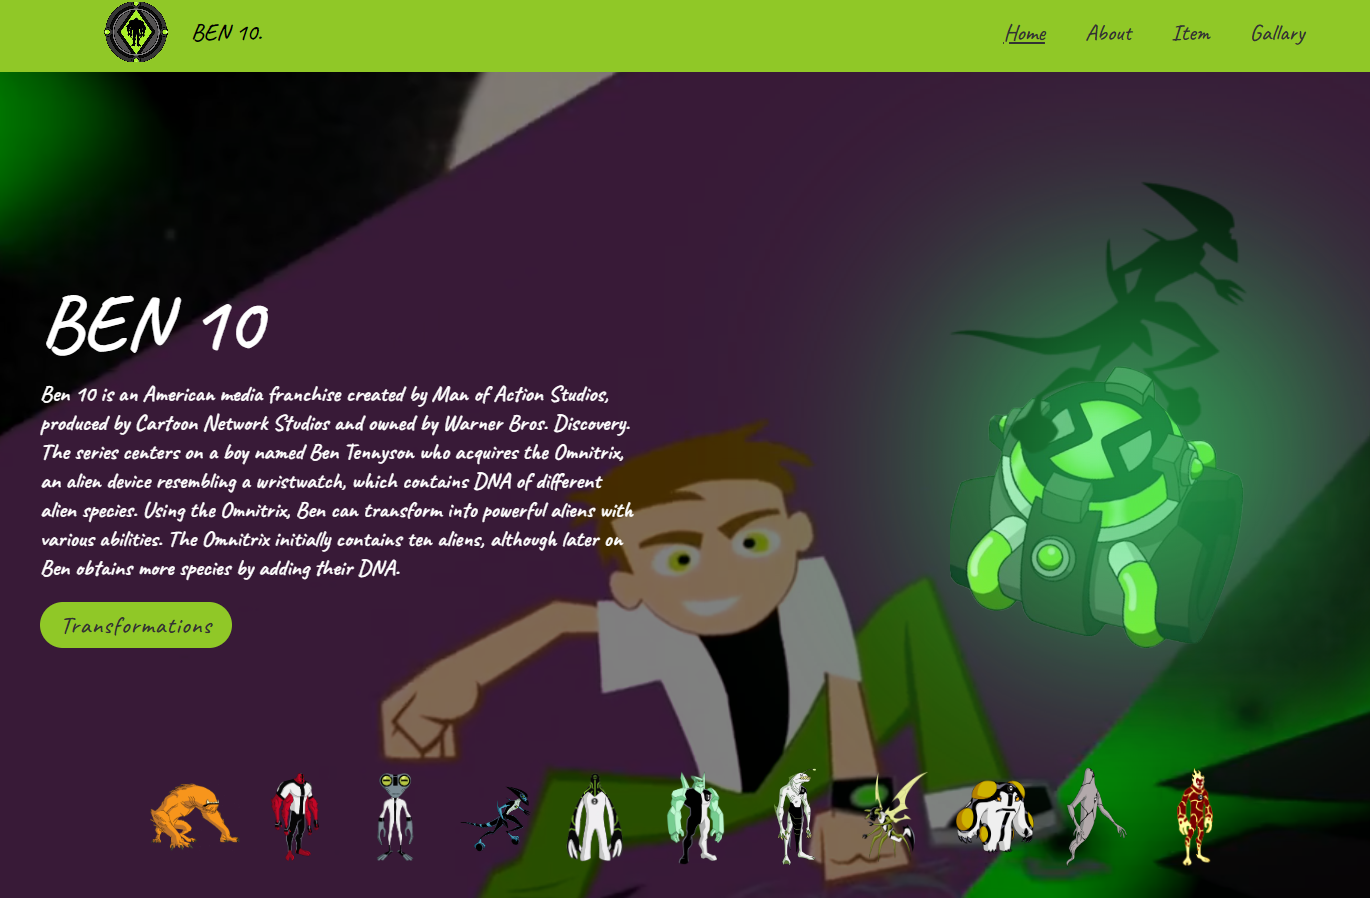 BEN 10.
Home
About
Item
Gallary
BEN 10
Ben 10 is an American media franchise created by Man of Action Studios,
produced by Cartoon Network Studios and owned by Warner Bros. Discovery.
The series centers on a boy named Ben Tennyson who acquires the Omnitrix,
an alien device resembling a wristwatch, which contains DNA of different
alien species. Using the Omnitrix, Ben can transform into powerful aliens with
various abilities. The Omnitrix initially contains ten aliens, although later on
Ben obtains more species by adding their DNA.
Transformations